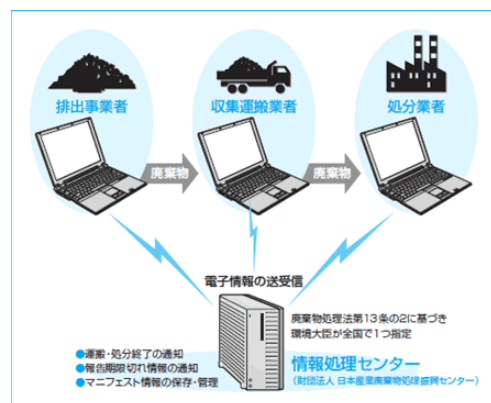 排出事業者
収集運搬業者
処分業者
廃棄物
廃棄物
電子情報の送受信
廃棄物処理法第13条の2に基づき
環境大臣が全国で1つ指定
●運搬・処分終了の通知
●報告期限切れ情報の通知
●マニフェスト情報の保存・管理
情報処理センター
(財団法人 日本産業廃棄物処理振興センター)